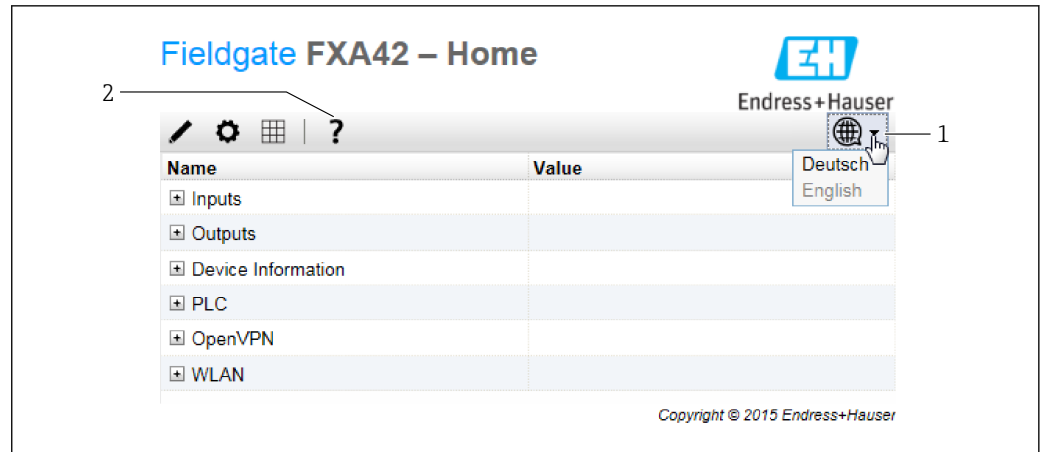 Fieldgate FXA42 – Home
EH
Endress+Hauser
2
?
1
Name Value
Deutsch
English
Inputs
Outputs
Device Information
PLC
OpenVPN
WLAN
Copyright © 2015 Endress+Hauser